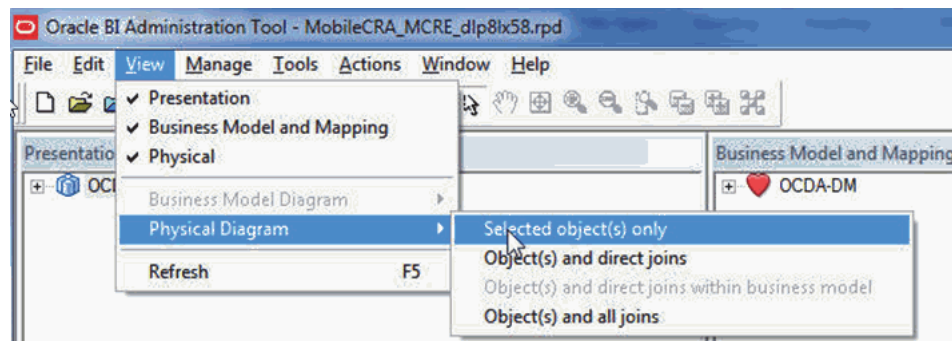 Oracle BI Administration Tool - MobileCRA_MCRE_dlp8lx58.rpd
File Edit View Manage Tools Actions Window Help
Presentation
Business Model and Mapping
Physical
Presentatio
Business Model and Mapping
OCDA-DM
Business Model Diagram
Physical Diagram
Selected object(s) only
Object(s) and direct joins
Refresh F5
Object(s) and direct joins within business model
Object(s) and all joins